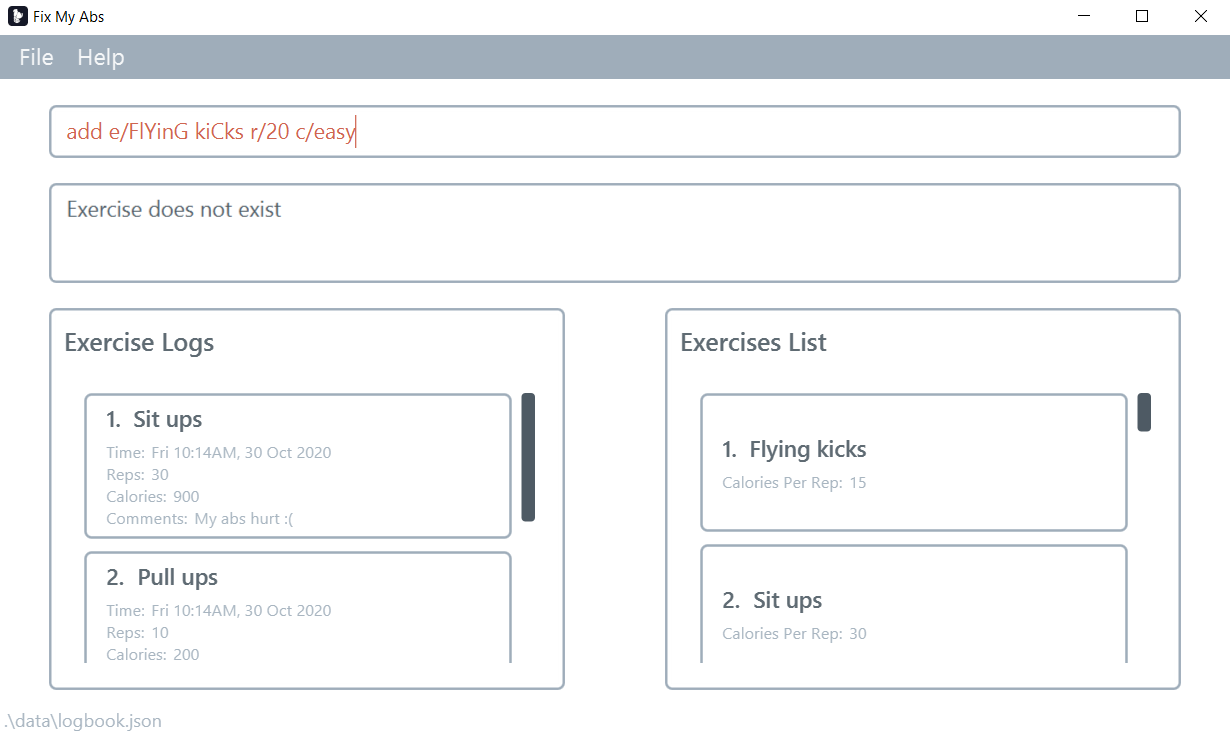 Fix My Abs
File Help
add e/FlYinG kiCks r/20 c/easy
Exercise does not exist
Exercise Logs
1. Sit ups
Time: Fri 10:14AM, 30 Oct 2020
Reps: 30
Calories: 900
Comments: My abs hurt :(
2. Pull ups
Time: Fri 10:14AM, 30 Oct 2020
Reps: 10
Calories: 200
Exercises List
1. Flying kicks
Calories Per Rep: 15
2. Sit ups
Calories Per Rep: 30
.\data\logbook.json